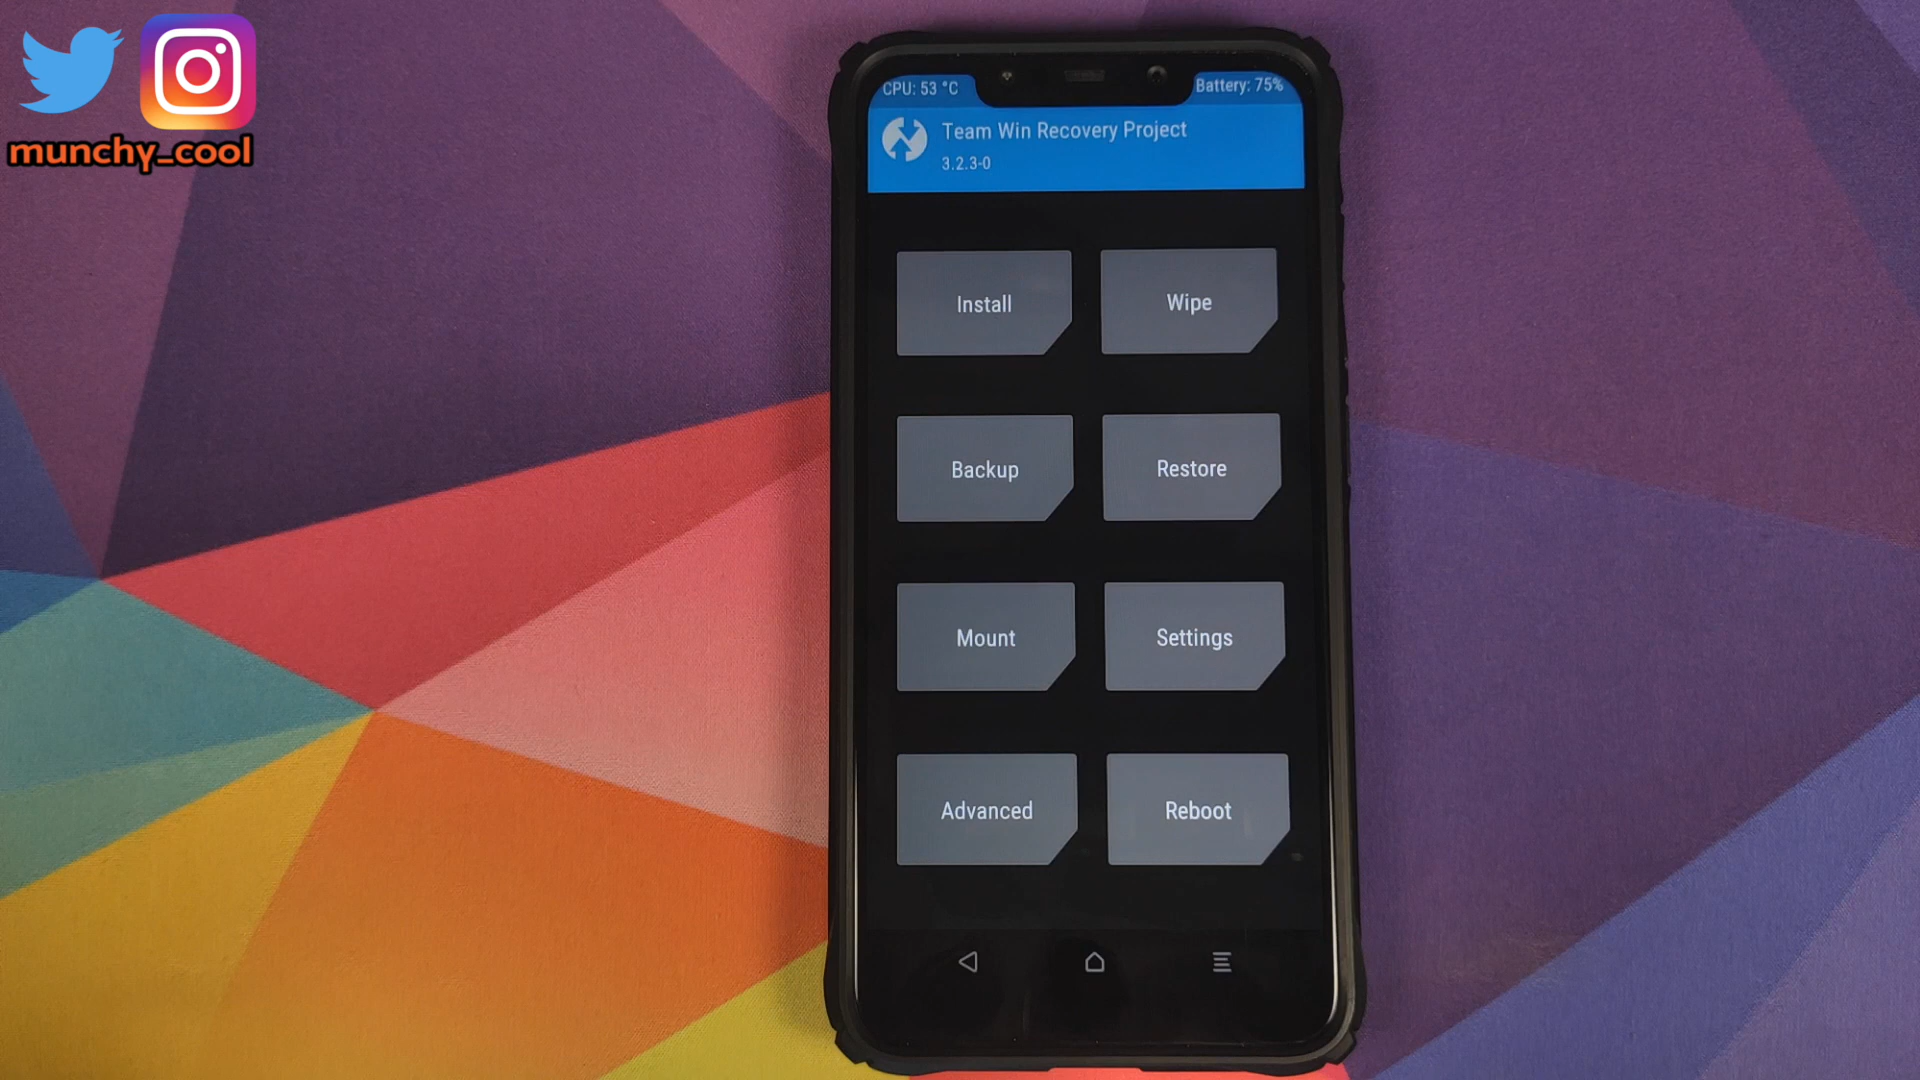 munchy_cool
CPU: 53 °C
Battery: 75%
Team Win Recovery Project
3.2.3-0
Install
Wipe
Backup
Restore
Mount
Settings
Advanced
Reboot